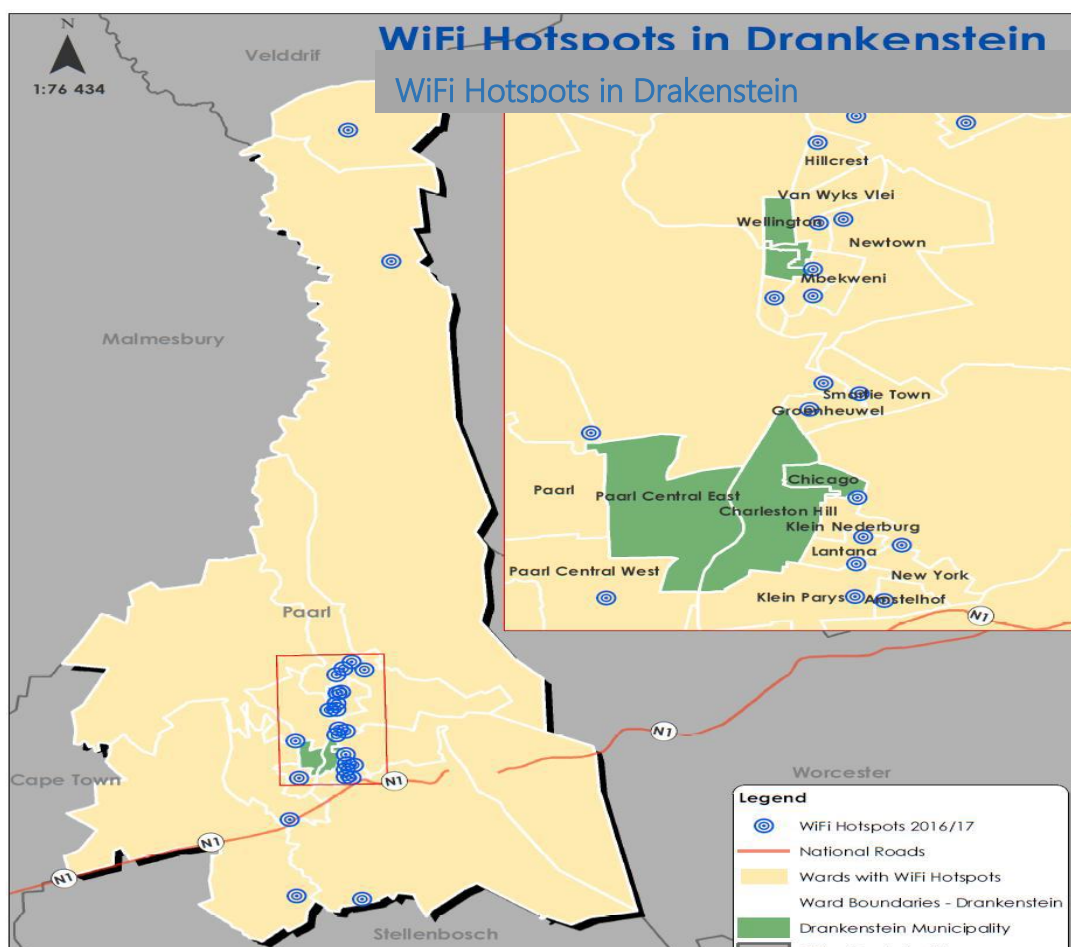 WiFi Hotspots in Drankenstein
WiFi Hotspots in Drakenstein
N
1:76 434
Velddrif
Malmesbury
Paarl
Cape Town
Worcester
Stellenbosch
N1
N1
N1
N1
Hillcrest
Van Wyks Vlei
Wellington
Newtown
Mbekweni
Smartie Town
Groenheuwel
Chicago
Paarl
Paarl Central East
Charleston Hill
Klein Nederburg
Lantana
Paarl Central West
New York
Klein Parys
Amstelhof
N1
Legend
WiFi Hotspots 2016/17
National Roads
Wards with WiFi Hotspots
Ward Boundaries - Drankenstein
Drankenstein Municipality